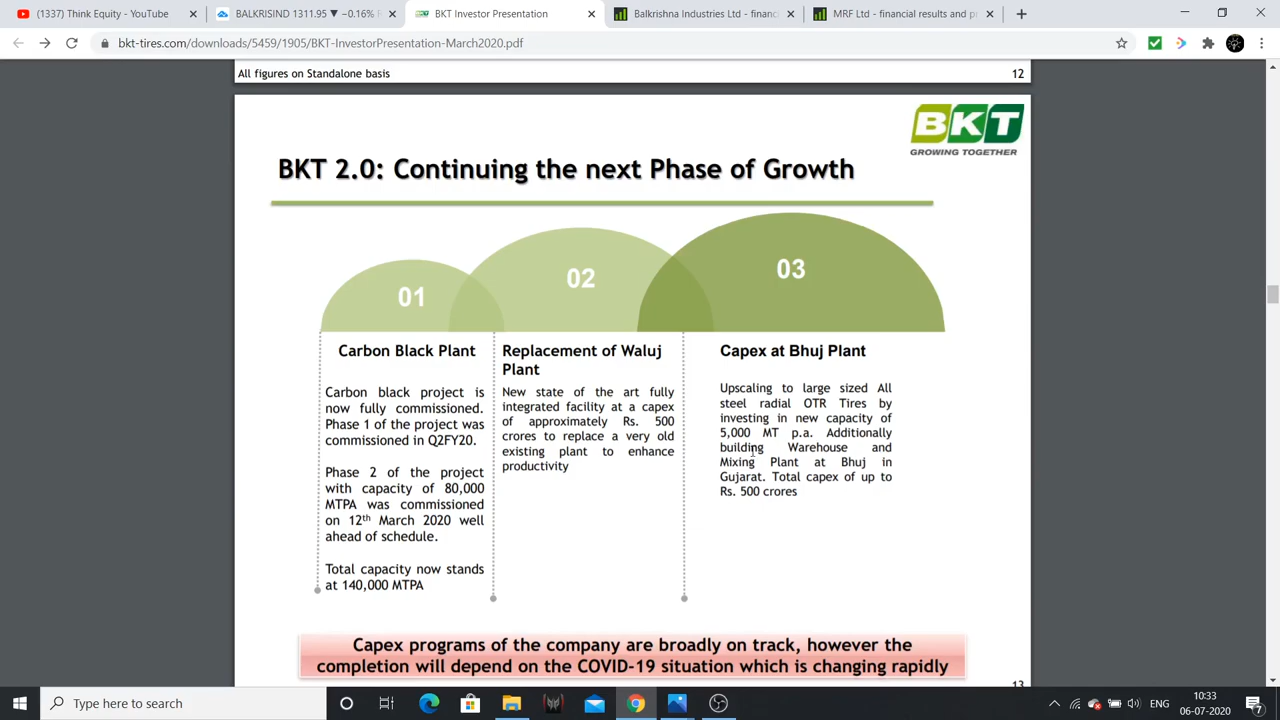 (1337) Think Equity - YouTube
BALKRISIND 1311.95 ▼ −0.16% R
BKT Investor Presentation
Balkrishna Industries Ltd - financ
MRF Ltd - financial results and p
bkt-tires.com/downloads/5459/1905/BKT-InvestorPresentation-March2020.pdf
All figures on Standalone basis
12
BKT
GROWING TOGETHER
BKT 2.0: Continuing the next Phase of Growth
01
02
03
Carbon Black Plant
Carbon black project is
now fully commissioned.
Phase 1 of the project was
commissioned in Q2FY20.
Phase 2 of the project
with capacity of 80,000
MTPA was commissioned
on 12th March 2020 well
ahead of schedule.
Total capacity now stands
at 140,000 MTPA
Replacement of Waluj
Plant
New state of the art fully
integrated facility at a capex
of approximately Rs. 500
crores to replace a very old
existing plant to enhance
productivity
Capex at Bhuj Plant
Upscaling to large sized All
steel radial OTR Tires by
investing in new capacity of
5,000 MT p.a. Additionally
building Warehouse and
Mixing Plant at Bhuj in
Gujarat. Total capex of up to
Rs. 500 crores
Capex programs of the company are broadly on track, however the
completion will depend on the COVID-19 situation which is changing rapidly
13
Type here to search
ENG
10:33
06-07-2020
7